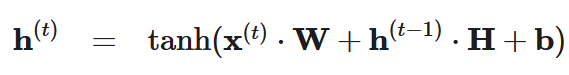 h^(t) = tanh(x^(t) · W + h^(t−1) · H + b)